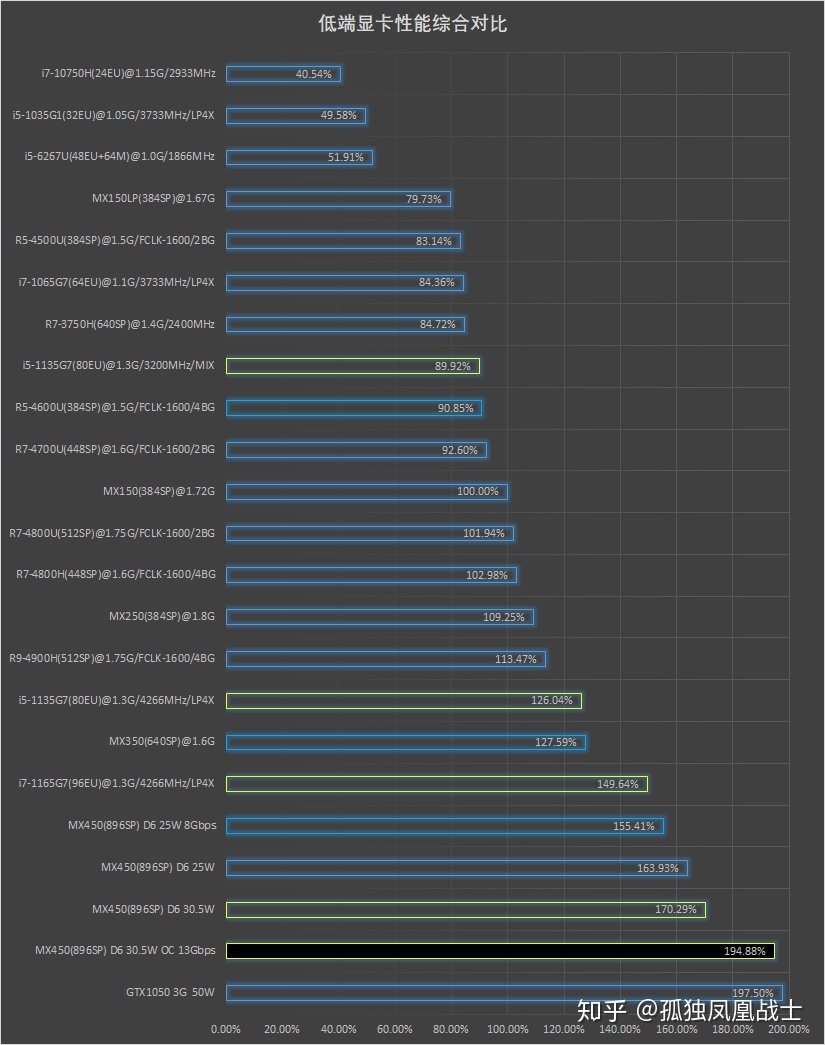 低端显卡性能综合对比
i7-10750H(24EU)@1.15G/2933MHz 40.54%
i5-1035G1(32EU)@1.05G/3733MHz/LP4X 49.58%
i5-6267U(48EU+64M)@1.0G/1866MHz 51.91%
MX150LP(384SP)@1.67G 79.73%
R5-4500U(384SP)@1.5G/FCLK-1600/2BG 83.14%
i7-1065G7(64EU)@1.1G/3733MHz/LP4X 84.36%
R7-3750H(640SP)@1.4G/2400MHz 84.72%
i5-1135G7(80EU)@1.3G/3200MHz/MIX 89.92%
R5-4600U(384SP)@1.5G/FCLK-1600/4BG 90.85%
R7-4700U(448SP)@1.6G/FCLK-1600/2BG 92.60%
MX150(384SP)@1.72G 100.00%
R7-4800U(512SP)@1.75G/FCLK-1600/2BG 101.94%
R7-4800H(448SP)@1.6G/FCLK-1600/4BG 102.98%
MX250(384SP)@1.8G 109.25%
R9-4900H(512SP)@1.75G/FCLK-1600/4BG 113.47%
i5-1135G7(80EU)@1.3G/4266MHz/LP4X 126.04%
MX350(640SP)@1.6G 127.59%
i7-1165G7(96EU)@1.3G/4266MHz/LP4X 149.64%
MX450(896SP) D6 25W 8Gbps 155.41%
MX450(896SP) D6 25W 163.93%
MX450(896SP) D6 30.5W 170.29%
MX450(896SP) D6 30.5W OC 13Gbps 194.88%
GTX1050 3G 50W 197.50%
知乎 @孤独凤凰战士
0.00% 20.00% 40.00% 60.00% 80.00% 100.00% 120.00% 140.00% 160.00% 180.00% 200.00%